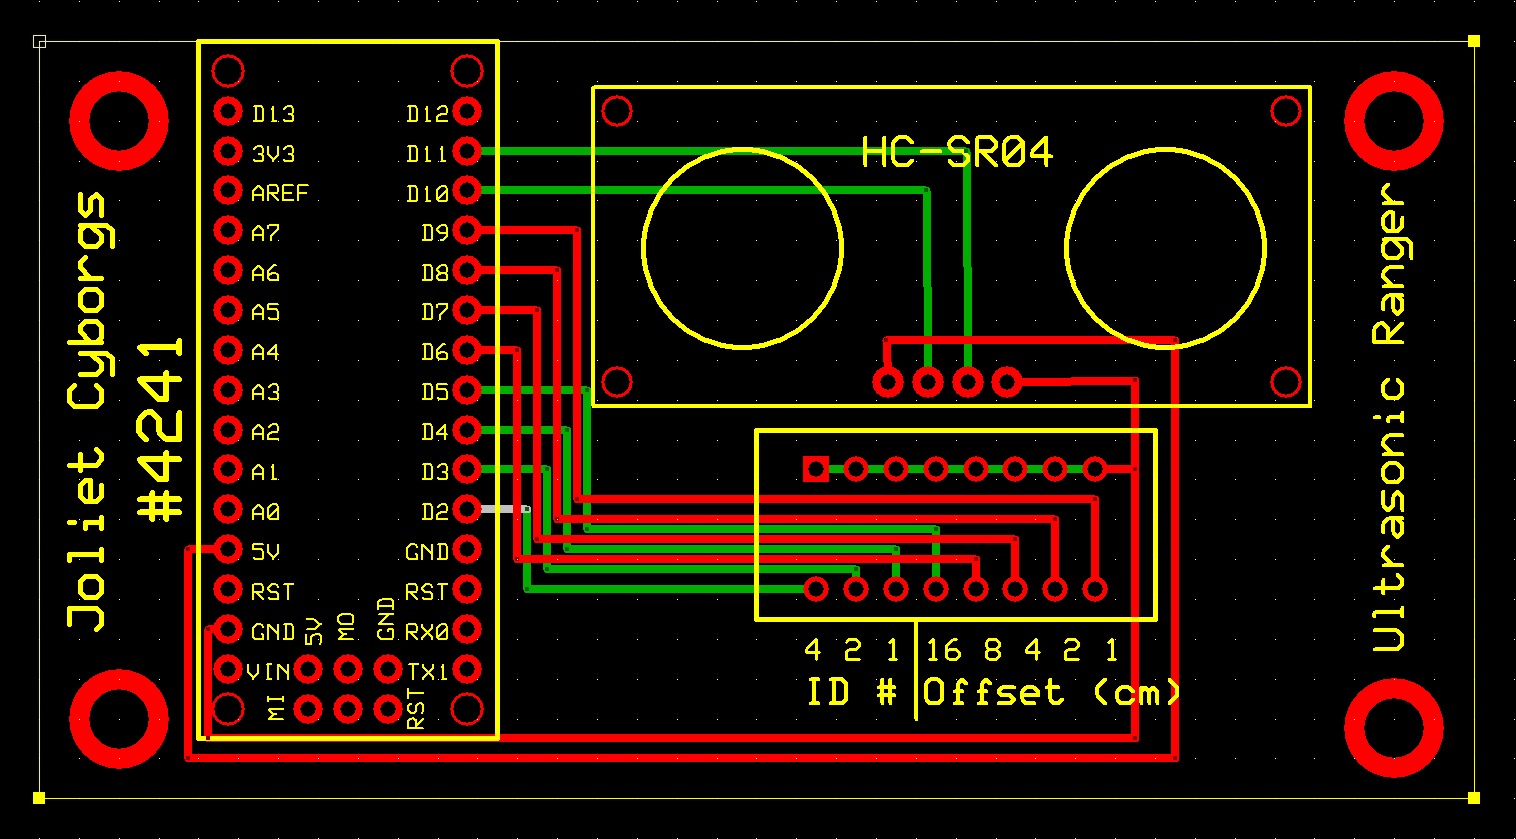 Joliet Cyborgs
#4241
D13
3V3
AREF
A7
A6
A5
A4
A3
A2
A1
A0
5V
RST
GND
VIN
5V
MO
GND
MI
RST
D12
D11
D10
D9
D8
D7
D6
D5
D4
D3
D2
GND
RST
RX0
TX1
HC-SR04
4 2 1 16 8 4 2 1
ID # Offset (cm)
Ultrasonic Ranger